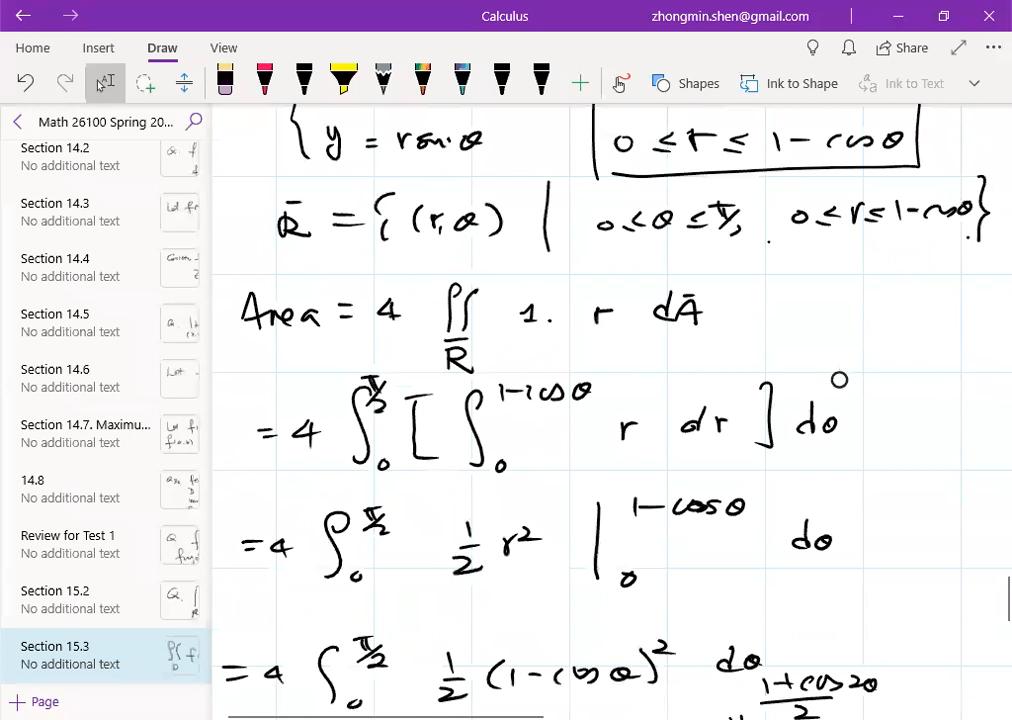 Calculus
zhongmin.shen@gmail.com
Home Insert Draw View
Share
Shapes Ink to Shape Ink to Text
Math 26100 Spring 20...
Section 14.2
No additional text
Section 14.3
No additional text
Section 14.4
No additional text
Section 14.5
No additional text
Section 14.6
No additional text
Section 14.7. Maximu...
No additional text
14.8
No additional text
Review for Test 1
No additional text
Section 15.2
No additional text
Section 15.3
No additional text
+ Page
{ y = r sin θ 0 ≤ r ≤ 1 - cos θ
R̄ = { (r, θ) | 0 ≤ θ ≤ π/2, 0 ≤ r ≤ 1 - cos θ }
Area = 4 ∬_R̄ 1. r dĀ
= 4 ∫_0^{π/2} [ ∫_0^{1-cos θ} r dr ] dθ
= 4 ∫_0^{π/2} 1/2 r² |_0^{1-cos θ} dθ
= 4 ∫_0^{π/2} 1/2 (1 - cos θ)² dθ
(1 + cos 2θ)/2